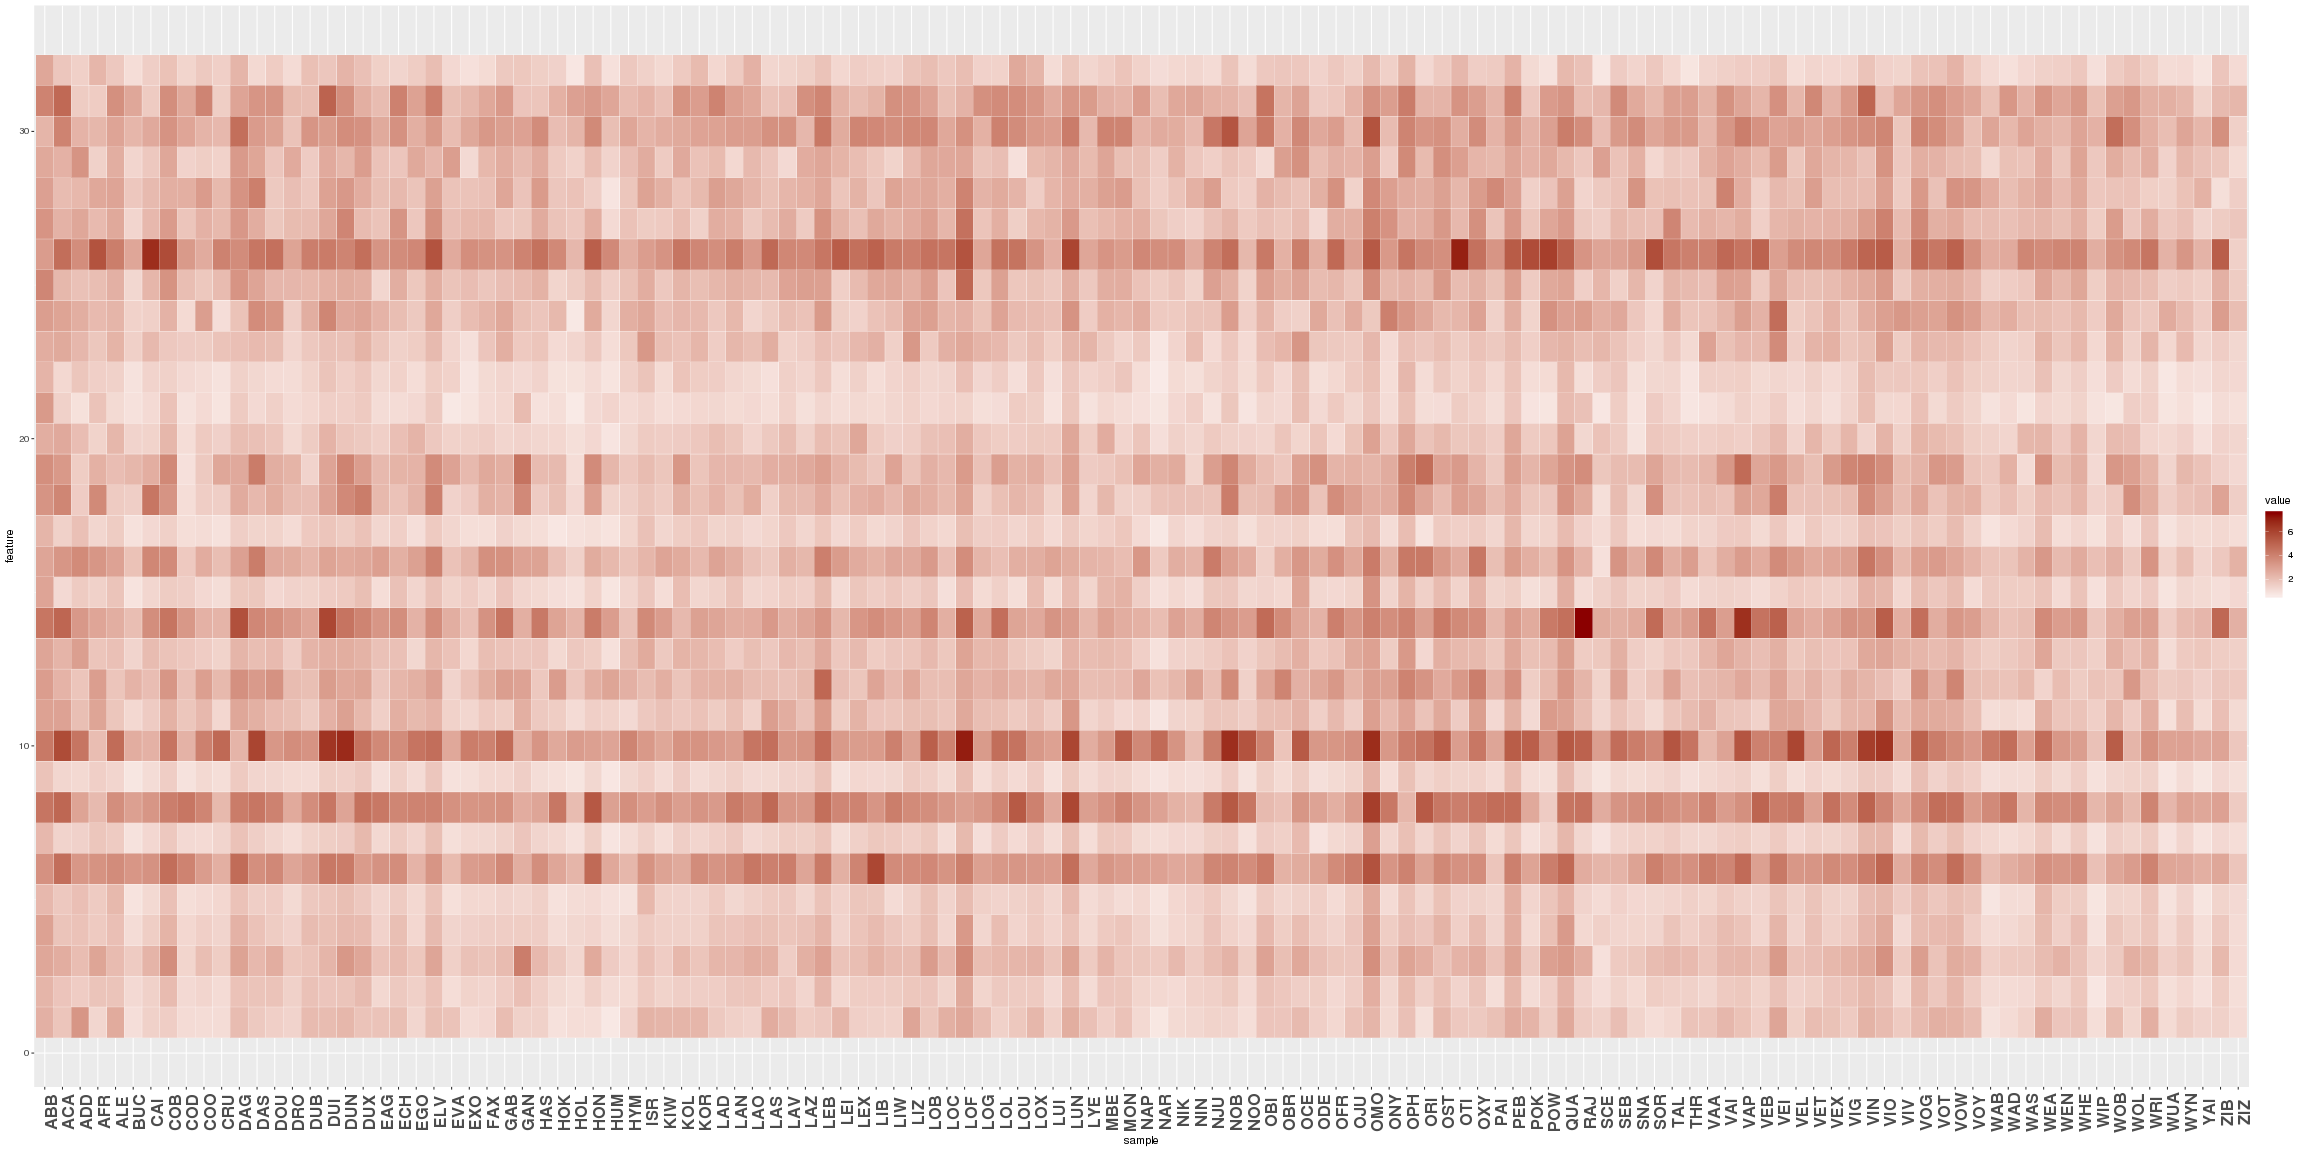 30
20
10
0
feature
ABB ACA ADD AFR ALE BUC CAI COB COD COO CRU DAG DAS DOU DRO DUB DUI DUN DUX EAG ECH EGO ELV EVA EXO FAX GAB GAN HAS HOK HOL HON HUM HYM ISR KIW KOL KOR LAD LAN LAO LAS LAV LAZ LEB LEI LEX LIB LIW LIZ LOB LOC LOF LOG LOL LOU LOX LUI LUN LYE MBE MON NAP NAR NIK NIN NJU NOB NOO OBI OBR OCE ODE OFR OJU OMO ONY OPH ORI OST OTI OXY PAI PEB POK POW QUA RAJ SCE SEB SNA SOR TAL THR VAA VAI VAP VEB VEI VEL VET VEX VIG VIN VIO VIV VOG VOT VOW VOY WAB WAD WAS WEA WEN WHE WIP WOB WOL WRI WUA WYN YAI ZIB ZIZ
sample
value
6
4
2